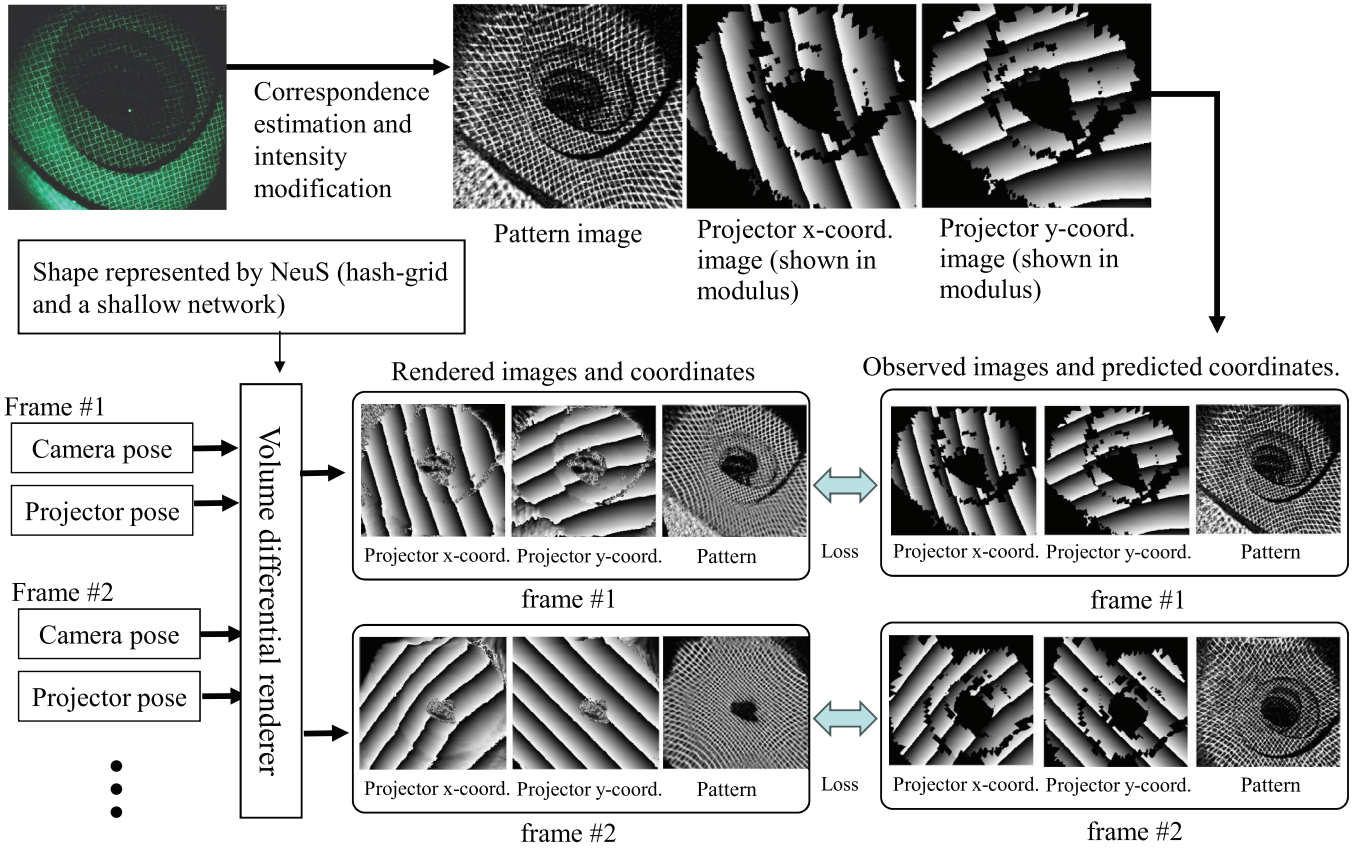 Correspondence
estimation and
intensity
modification
Pattern image
Projector x-coord.
image (shown in
modulus)
Projector y-coord.
image (shown in
modulus)
Shape represented by NeuS (hash-grid
and a shallow network)
Rendered images and coordinates
Observed images and predicted coordinates.
Frame #1
Camera pose
Projector pose
Frame #2
Camera pose
Projector pose
Volume differential renderer
Projector x-coord.
Projector y-coord.
Pattern
Loss
Projector x-coord.
Projector y-coord.
Pattern
frame #1
frame #1
Projector x-coord.
Projector y-coord.
Pattern
Loss
Projector x-coord.
Projector y-coord.
Pattern
frame #2
frame #2